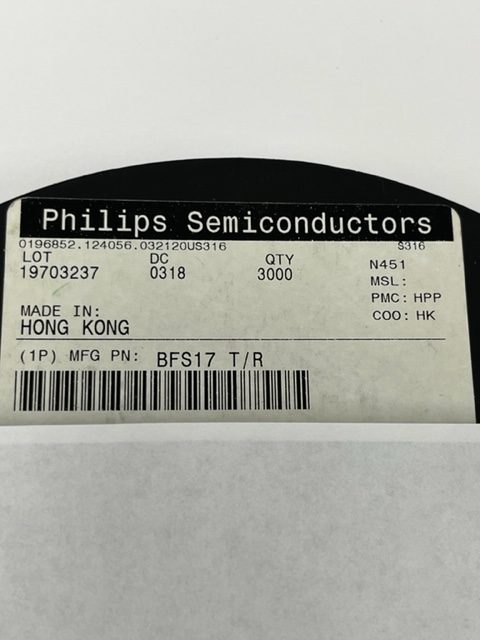 Philips Semiconductors
0196852.124056.032120US316 S316
LOT DC QTY N451
19703237 0318 3000 MSL:
PMC: HPP
MADE IN: COO: HK
HONG KONG
(1P) MFG PN: BFS17 T/R